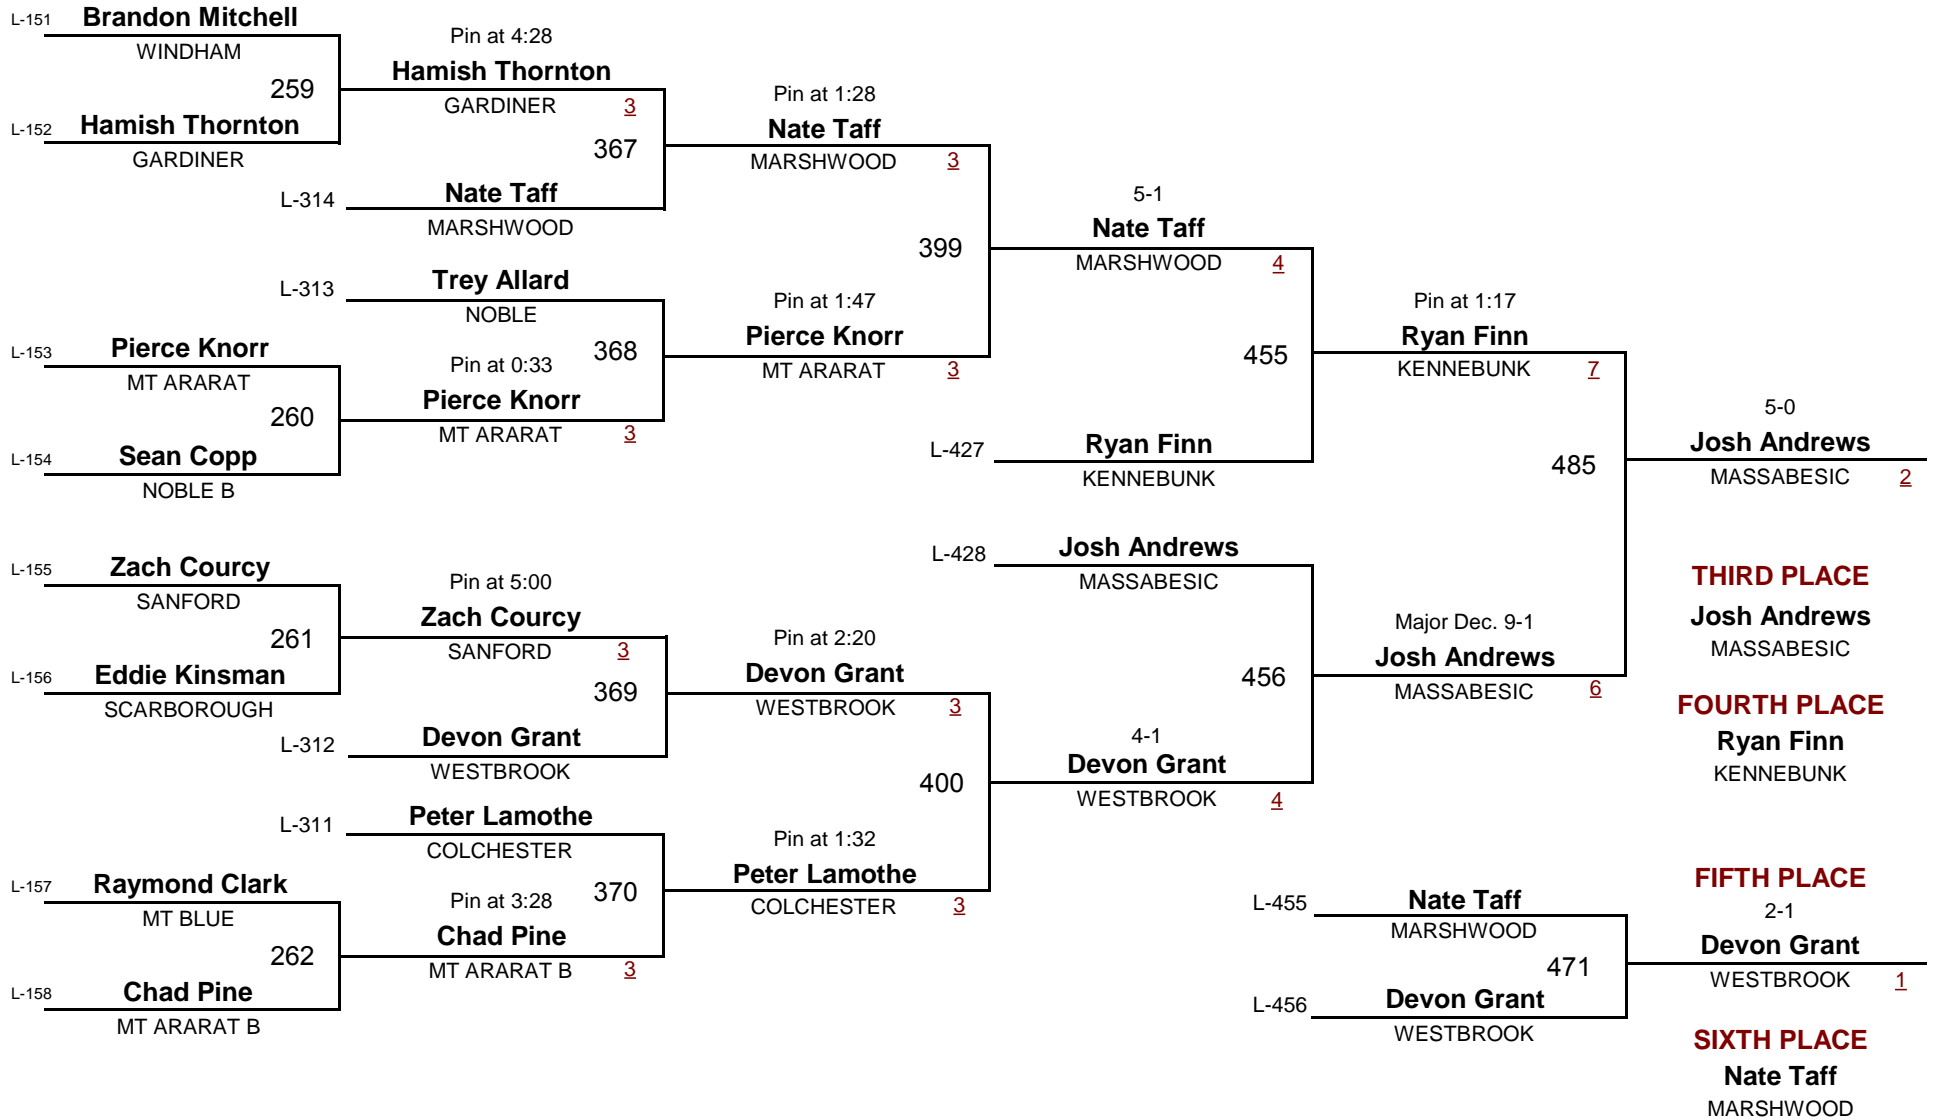 L-151 Brandon Mitchell
WINDHAM
259
L-152 Hamish Thornton
GARDINER
Pin at 4:28
Hamish Thornton
GARDINER 3
367
L-314 Nate Taff
MARSHWOOD
Pin at 1:28
Nate Taff
MARSHWOOD 3
399
L-313 Trey Allard
NOBLE
368
L-153 Pierce Knorr
MT ARARAT
260
L-154 Sean Copp
NOBLE B
Pin at 0:33
Pierce Knorr
MT ARARAT 3
Pin at 1:47
Pierce Knorr
MT ARARAT 3
5-1
Nate Taff
MARSHWOOD 4
455
L-427 Ryan Finn
KENNEBUNK
Pin at 1:17
Ryan Finn
KENNEBUNK 7
485
5-0
Josh Andrews
MASSABESIC 2
L-155 Zach Courcy
SANFORD
261
L-156 Eddie Kinsman
SCARBOROUGH
Pin at 5:00
Zach Courcy
SANFORD 3
369
L-312 Devon Grant
WESTBROOK
Pin at 2:20
Devon Grant
WESTBROOK 3
400
L-311 Peter Lamothe
COLCHESTER
370
L-157 Raymond Clark
MT BLUE
262
L-158 Chad Pine
MT ARARAT B
Pin at 3:28
Chad Pine
MT ARARAT B 3
Pin at 1:32
Peter Lamothe
COLCHESTER 3
L-428 Josh Andrews
MASSABESIC
456
4-1
Devon Grant
WESTBROOK 4
Major Dec. 9-1
Josh Andrews
MASSABESIC 6
THIRD PLACE
Josh Andrews
MASSABESIC
FOURTH PLACE
Ryan Finn
KENNEBUNK
L-455 Nate Taff
MARSHWOOD
471
L-456 Devon Grant
WESTBROOK
FIFTH PLACE
2-1
Devon Grant
WESTBROOK 1
SIXTH PLACE
Nate Taff
MARSHWOOD